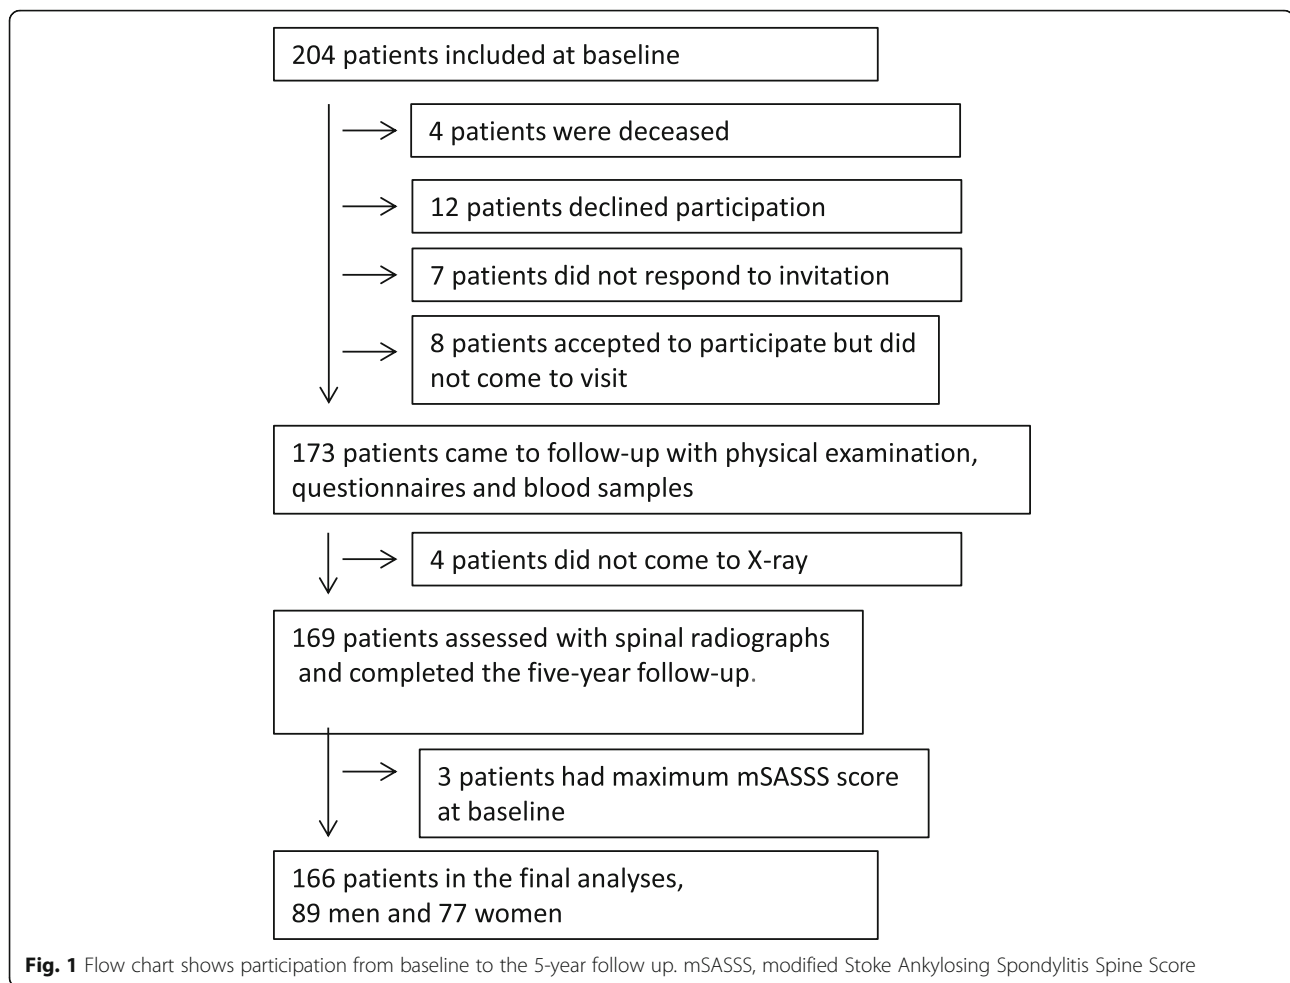 204 patients included at baseline
4 patients were deceased
12 patients declined participation
7 patients did not respond to invitation
8 patients accepted to participate but did
not come to visit
173 patients came to follow-up with physical examination,
questionnaires and blood samples
4 patients did not come to X-ray
169 patients assessed with spinal radiographs
and completed the five-year follow-up.
3 patients had maximum mSASSS score
at baseline
166 patients in the final analyses,
89 men and 77 women
Fig. 1 Flow chart shows participation from baseline to the 5-year follow up. mSASSS, modified Stoke Ankylosing Spondylitis Spine Score